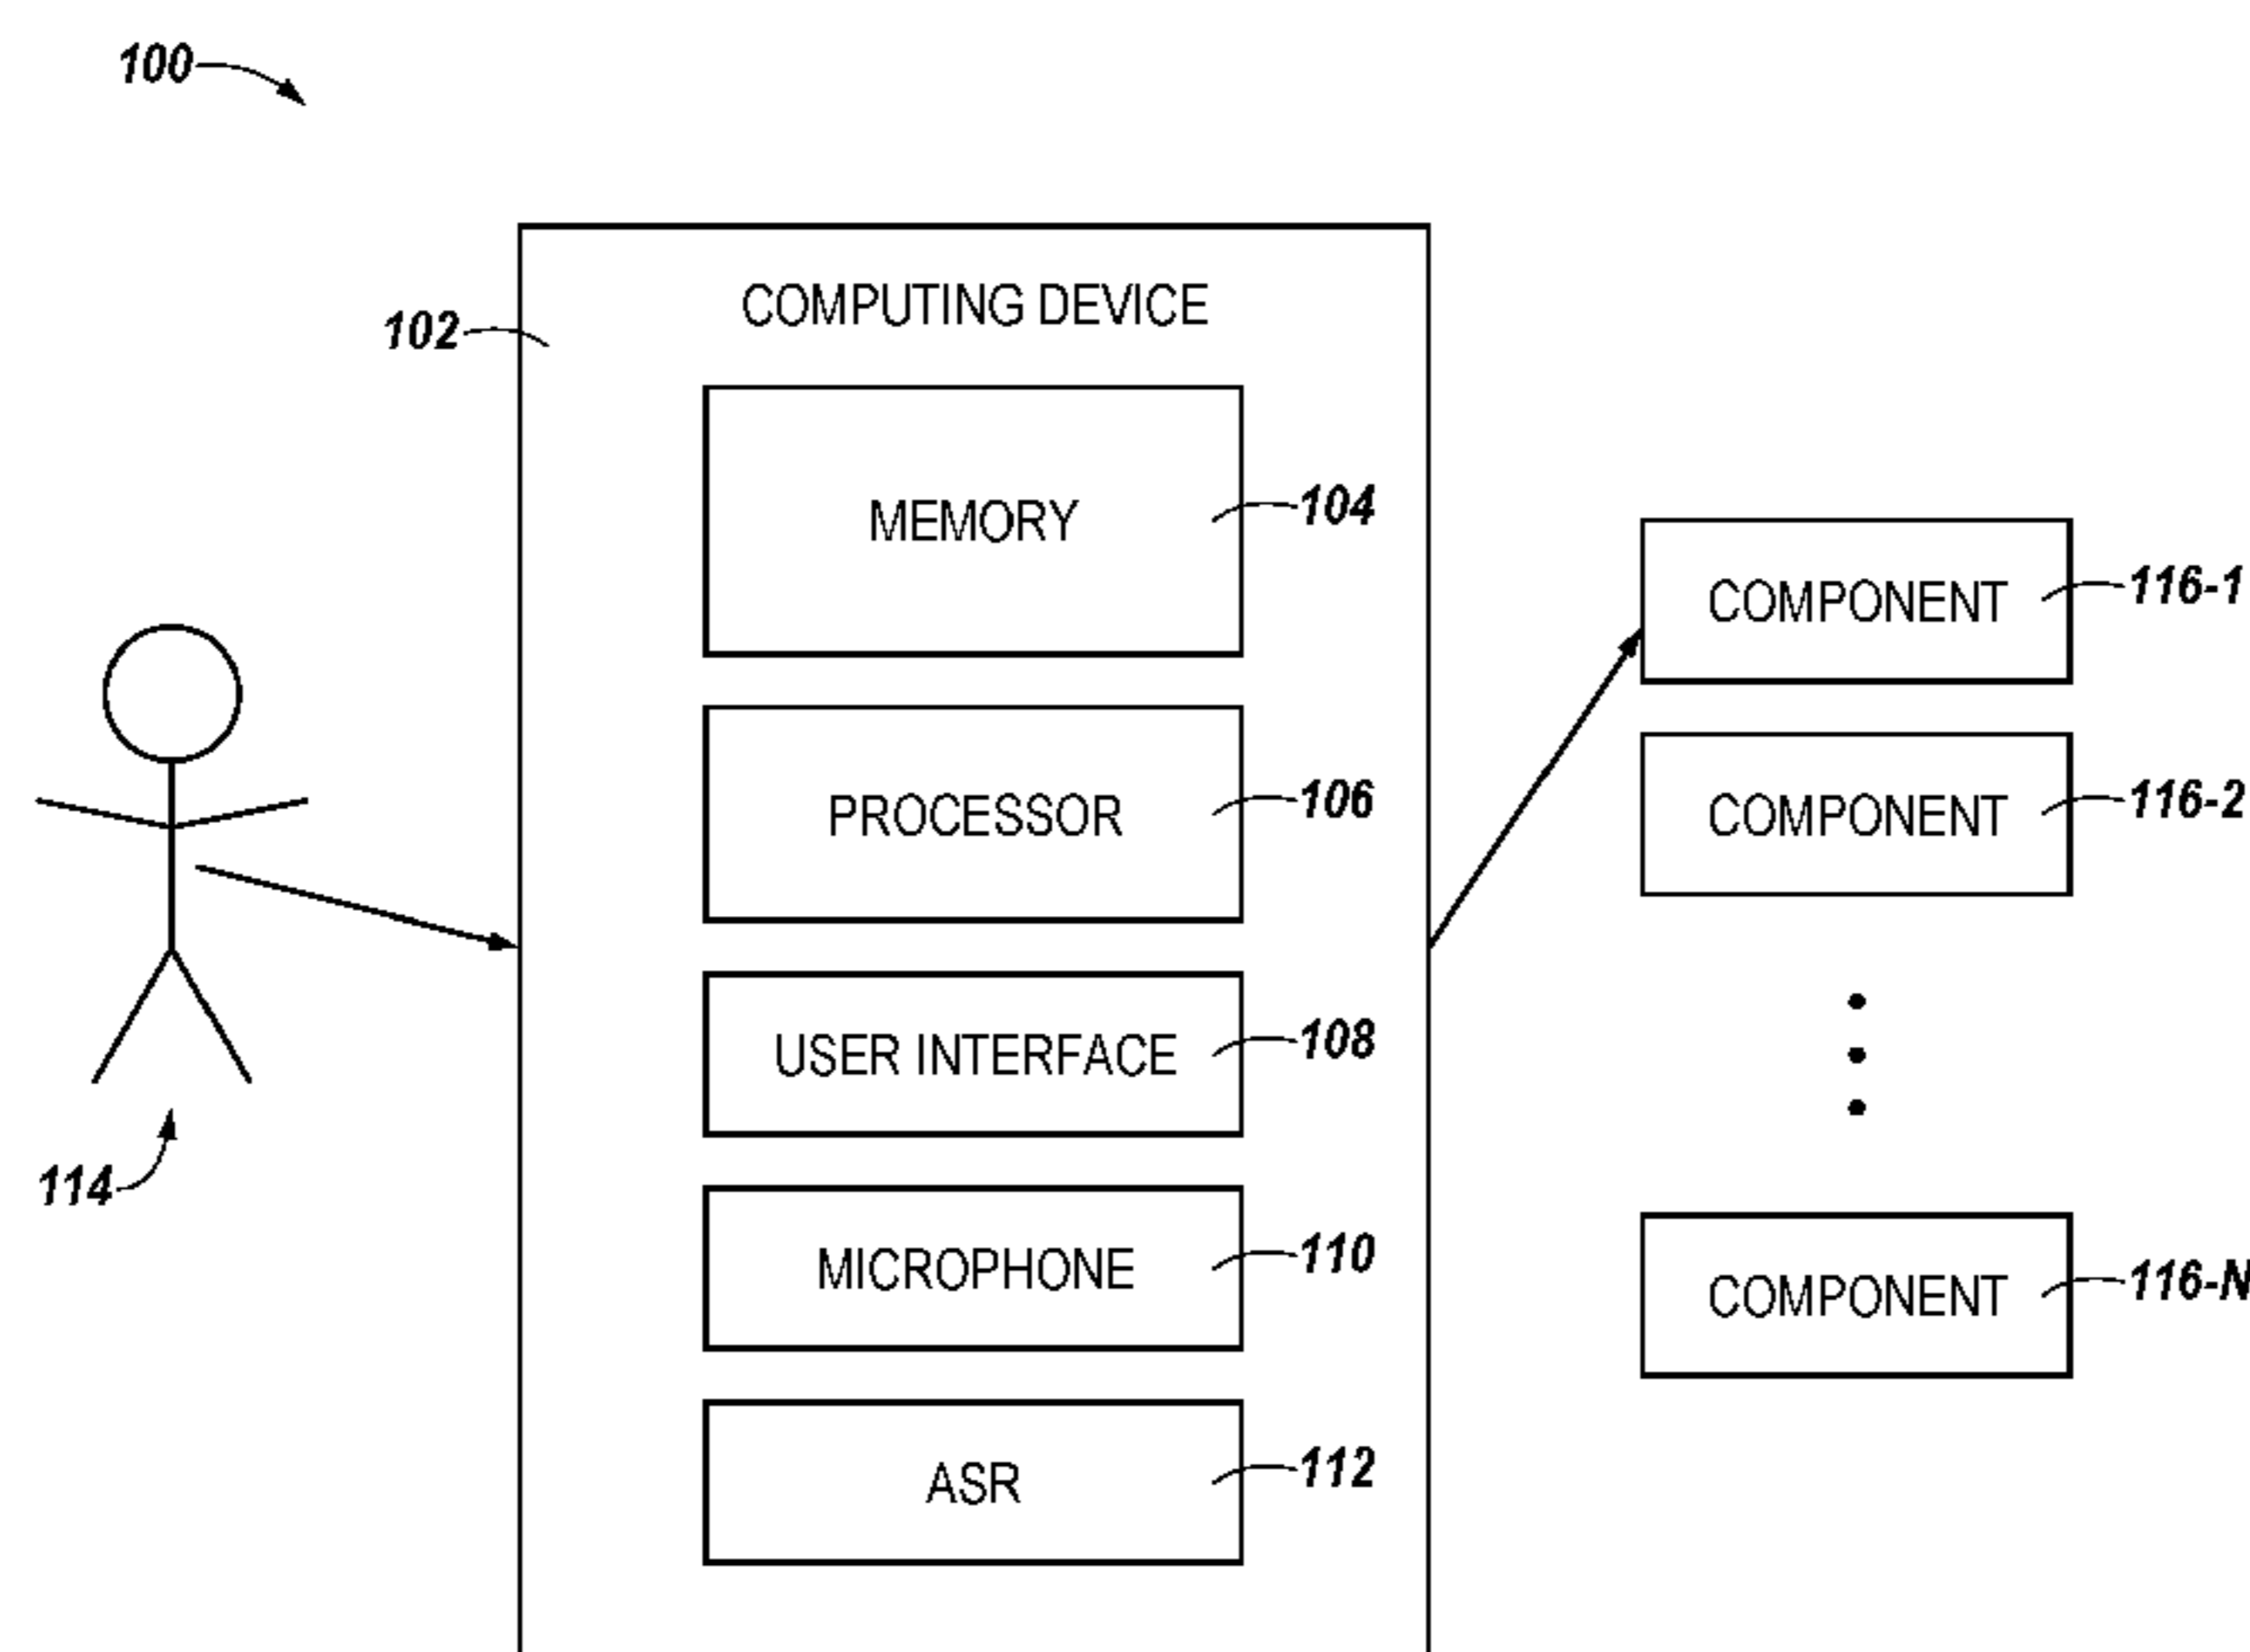 100
COMPUTING DEVICE
102
MEMORY
104
COMPONENT
116-1
PROCESSOR
106
COMPONENT
116-2
USER INTERFACE
108
114
MICROPHONE
110
COMPONENT
116-N
ASR
112